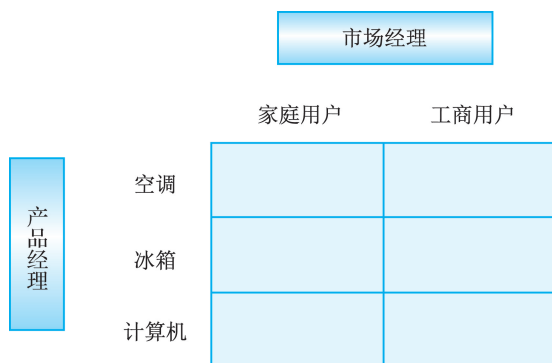 市场经理
家庭用户 工商用户
空调
产品经理
冰箱
计算机